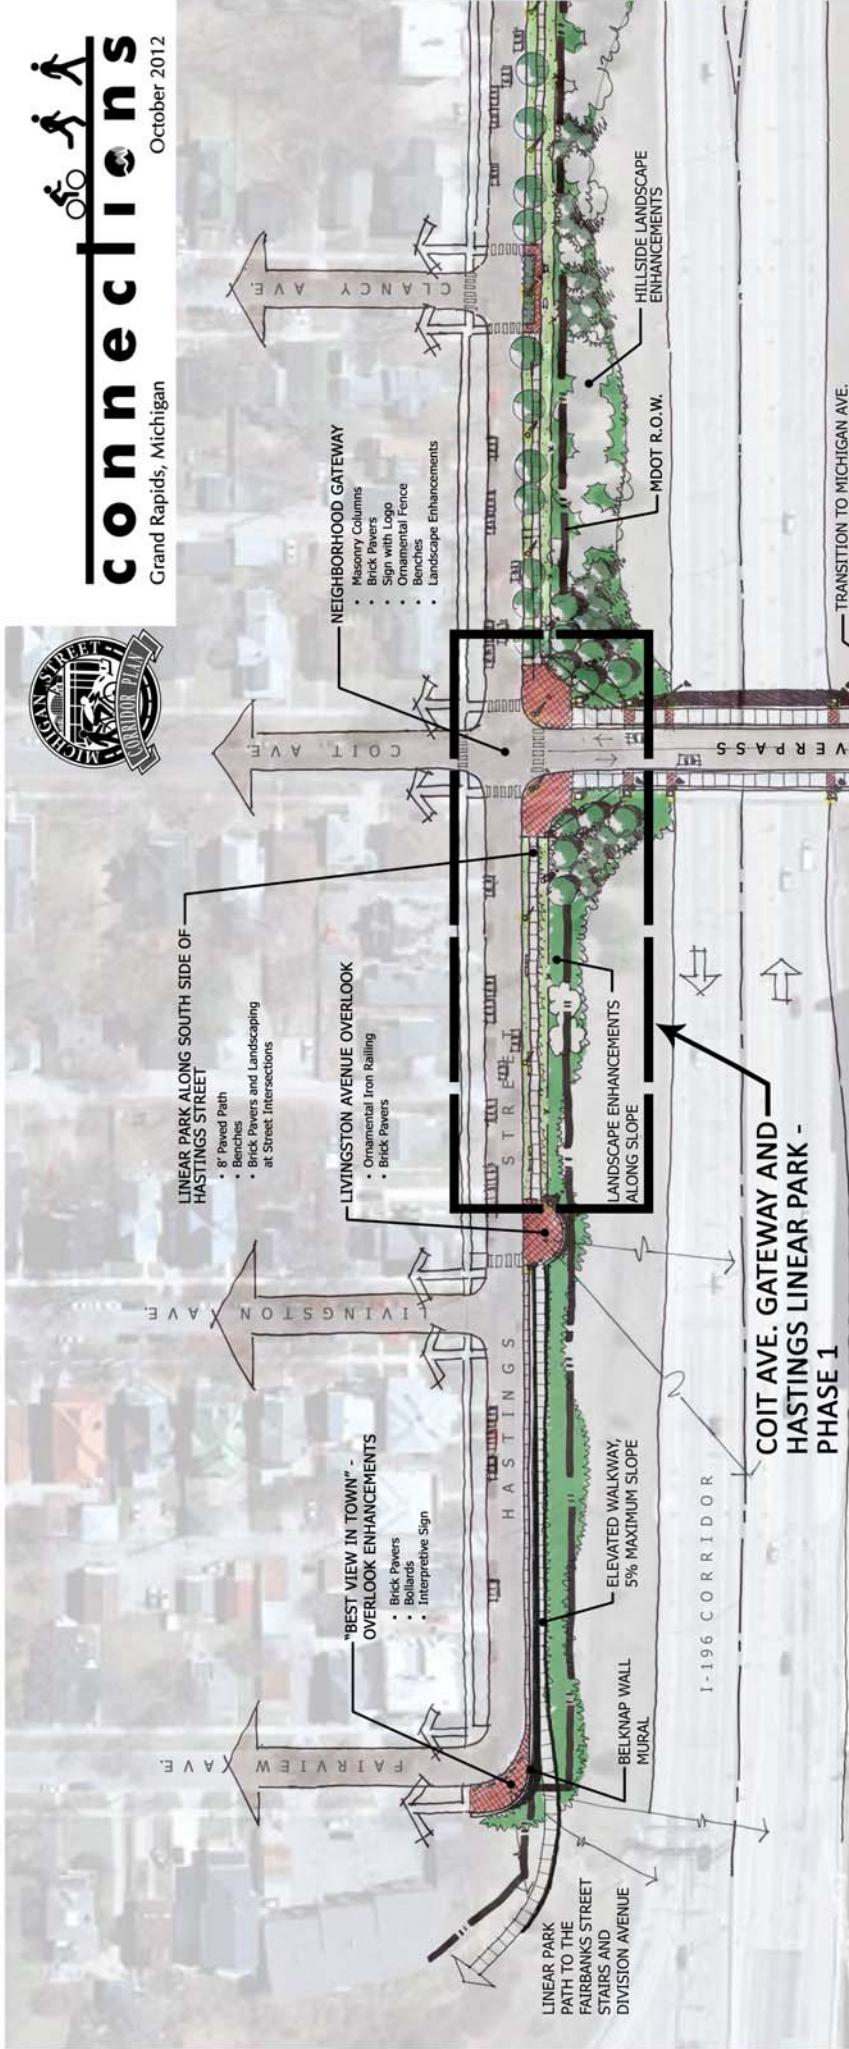 connections
Grand Rapids, Michigan
October 2012
MICHIGAN STREET
CORRIDOR PLAN
LINEAR PARK ALONG SOUTH SIDE OF
HASTINGS STREET
• 8' Paved Path
• Benches
• Brick Pavers and Landscaping
at Street Intersections
NEIGHBORHOOD GATEWAY
• Masonry Columns
• Brick Pavers
• Sign with Logo
• Ornamental Fence
• Benches
• Landscape Enhancements
LIVINGSTON AVENUE OVERLOOK
• Ornamental Iron Railing
• Brick Pavers
"BEST VIEW IN TOWN" -
OVERLOOK ENHANCEMENTS
• Brick Pavers
• Bollards
• Interpretive Sign
FAIRVIEW AVE.
LIVINGSTON AVE.
COIT AVE.
CLANCY AVE.
HASTINGS STREET
LINEAR PARK
PATH TO THE
FAIRBANKS STREET
STAIRS AND
DIVISION AVENUE
BELKNAP WALL
MURAL
ELEVATED WALKWAY,
5% MAXIMUM SLOPE
LANDSCAPE ENHANCEMENTS
ALONG SLOPE
MDOT R.O.W.
HILLSIDE LANDSCAPE
ENHANCEMENTS
I-196 CORRIDOR
COIT AVE. GATEWAY AND
HASTINGS LINEAR PARK -
PHASE 1
VERPASS
TRANSITION TO MICHIGAN AVE.